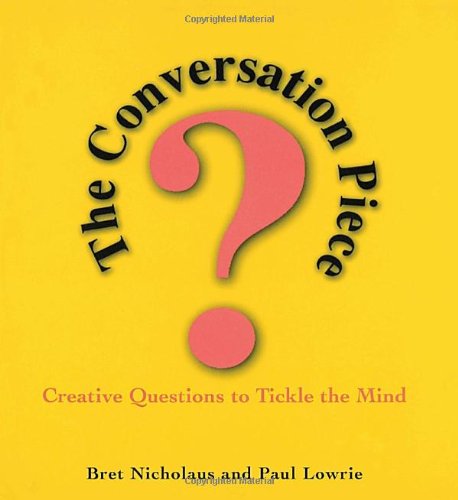 Copyrighted Material
The Conversation Piece
?
Creative Questions to Tickle the Mind
Bret Nicholaus and Paul Lowrie
Copyrighted Material